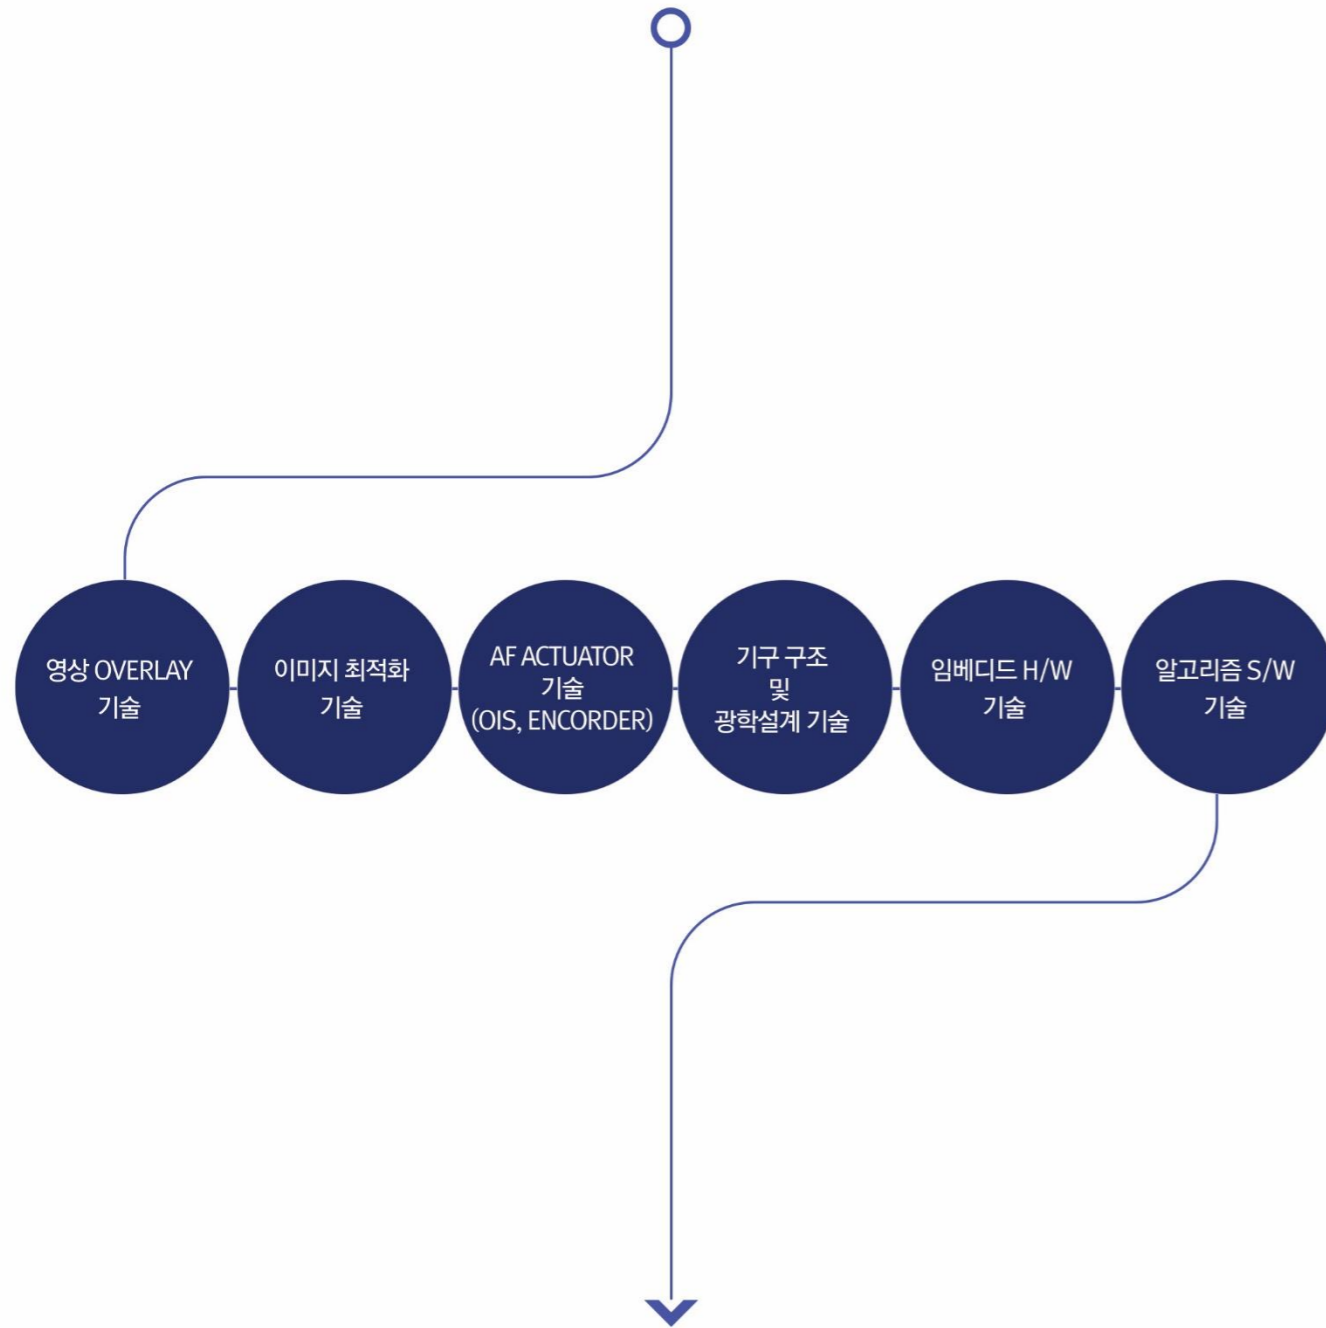 영상 OVERLAY
기술
이미지 최적화
기술
AF ACTUATOR
기술
(OIS, ENCORDER)
기구 구조
및
광학설계 기술
임베디드 H/W
기술
알고리즘 S/W
기술